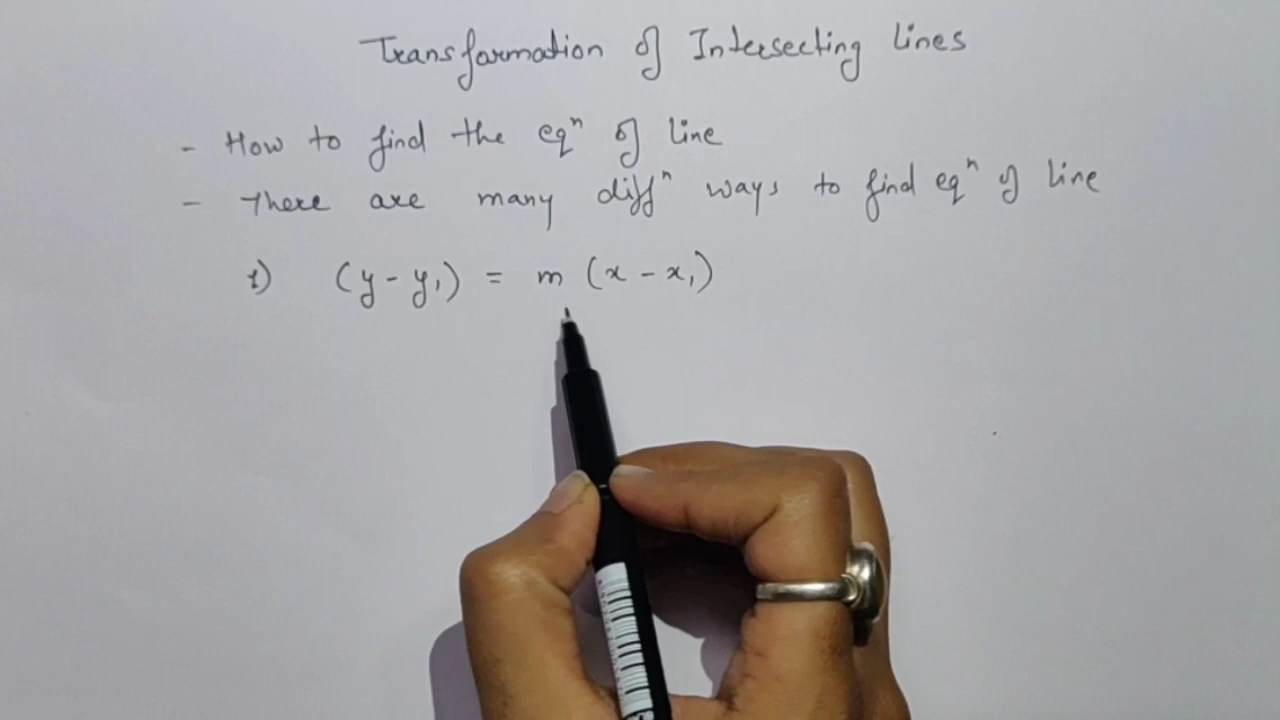 Transformation of Intersecting lines
- How to find the eqⁿ of line
- There are many diffⁿ ways to find eqⁿ of line
1) (y - y₁) = m (x - x₁)